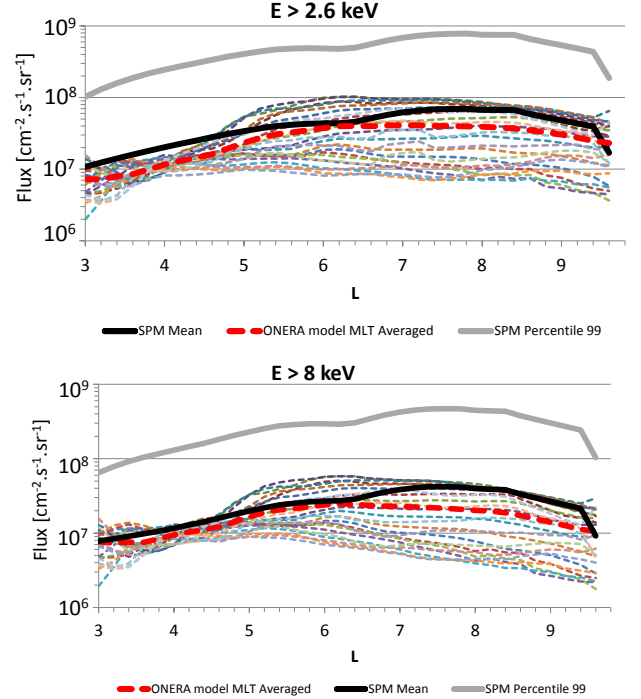 E > 2.6 keV
Flux [cm⁻².s⁻¹.sr⁻¹]
10⁹
10⁸
10⁷
10⁶
3 4 5 6 7 8 9
L
SPM Mean ONERA model MLT Averaged SPM Percentile 99
E > 8 keV
Flux [cm⁻².s⁻¹.sr⁻¹]
10⁹
10⁸
10⁷
10⁶
3 4 5 6 7 8 9
L
ONERA model MLT Averaged SPM Mean SPM Percentile 99